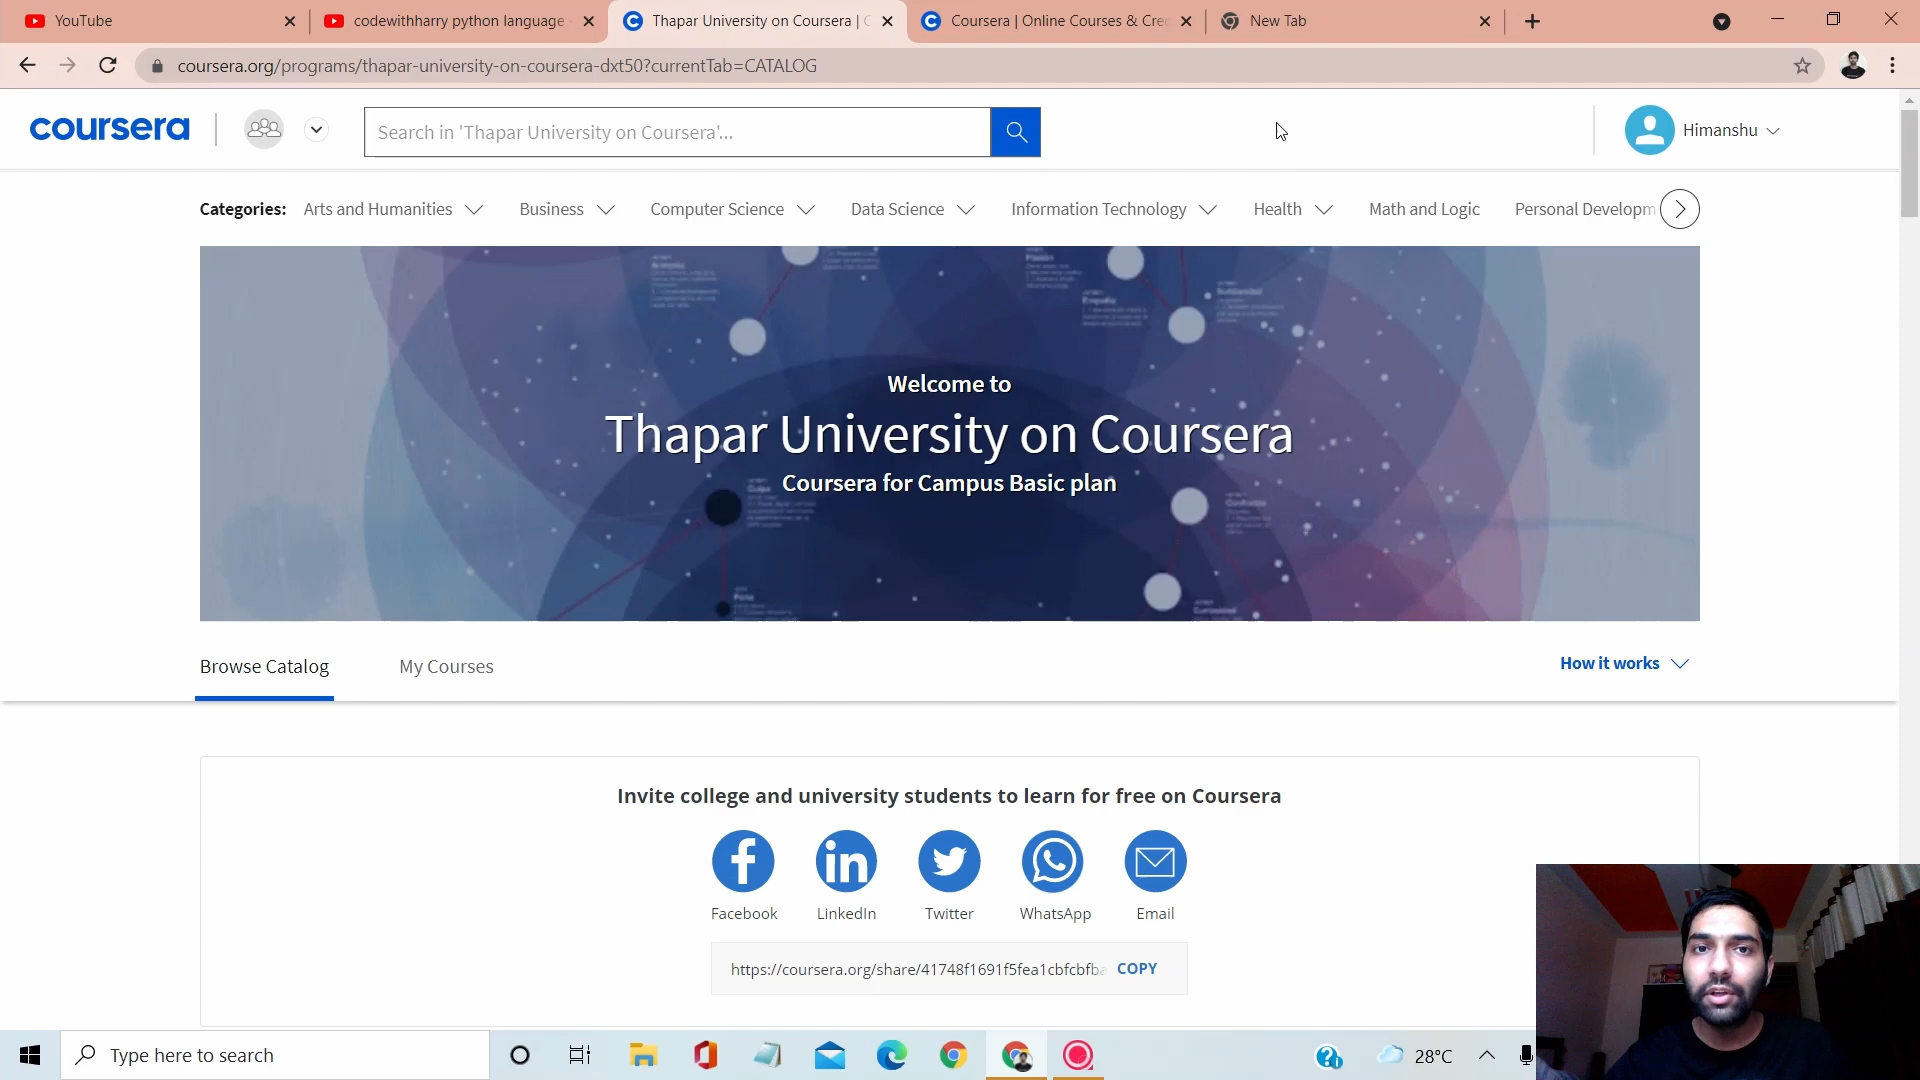 YouTube
codewithharry python language
Thapar University on Coursera |
Coursera | Online Courses & Cre
New Tab
coursera.org/programs/thapar-university-on-coursera-dxt50?currentTab=CATALOG
coursera
Search in 'Thapar University on Coursera'...
Himanshu
Categories: Arts and Humanities Business Computer Science Data Science Information Technology Health Math and Logic Personal Developm
Welcome to
Thapar University on Coursera
Coursera for Campus Basic plan
Browse Catalog
My Courses
How it works
Invite college and university students to learn for free on Coursera
Facebook
LinkedIn
Twitter
WhatsApp
Email
https://coursera.org/share/41748f1691f5fea1cbfcbfba
COPY
Type here to search
28°C